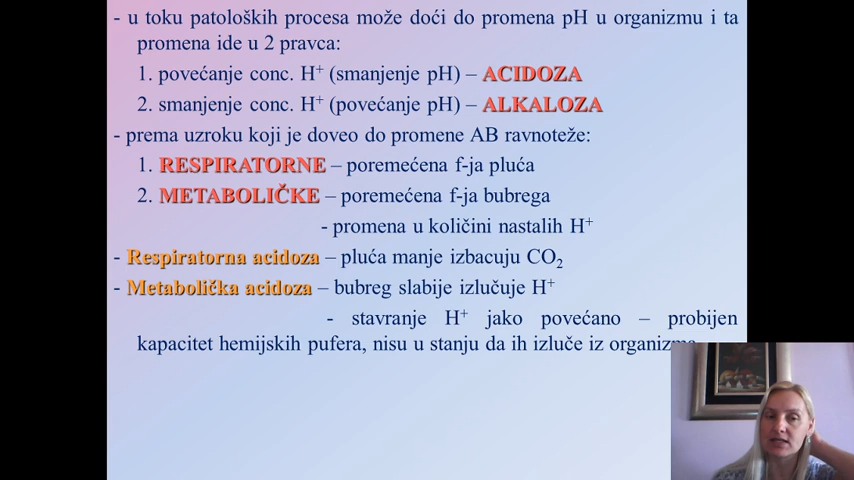 - u toku patoloških procesa može doći do promena pH u organizmu i ta
promena ide u 2 pravca:
1. povećanje conc. H⁺ (smanjenje pH) – ACIDOZA
2. smanjenje conc. H⁺ (povećanje pH) – ALKALOZA
- prema uzroku koji je doveo do promene AB ravnoteže:
1. RESPIRATORNE – poremećena f-ja pluća
2. METABOLIČKE – poremećena f-ja bubrega
- promena u količini nastalih H⁺
- Respiratorna acidoza – pluća manje izbacuju CO₂
- Metabolička acidoza – bubreg slabije izlučuje H⁺
- stavranje H⁺ jako povećano – probijen
kapacitet hemijskih pufera, nisu u stanju da ih izluče iz organizma